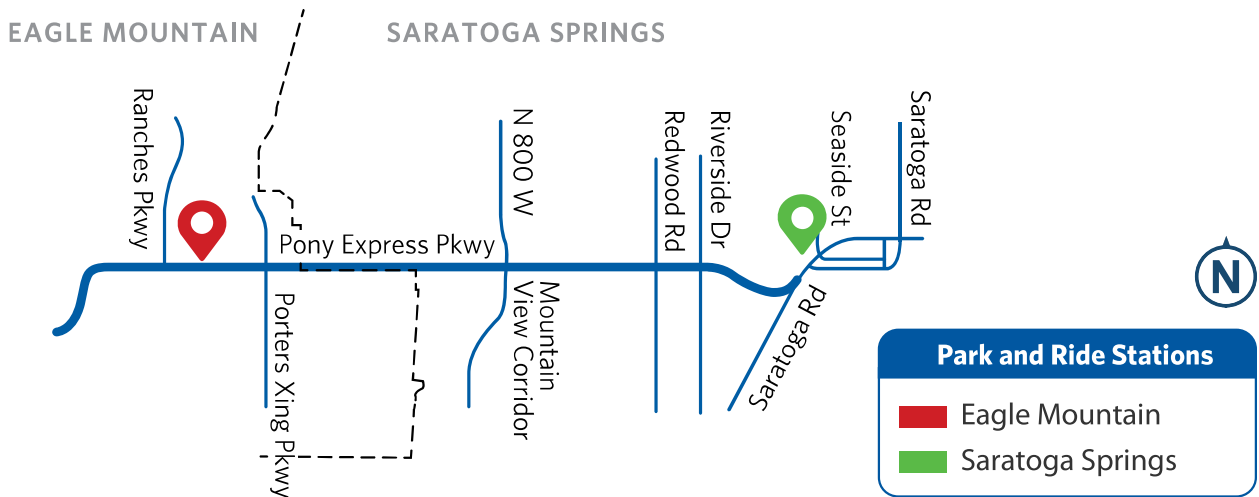 EAGLE MOUNTAIN
SARATOGA SPRINGS
Ranches Pkwy
N 800 W
Redwood Rd
Riverside Dr
Seaside St
Saratoga Rd
Pony Express Pkwy
Porters Xing Pkwy
Mountain
View Corridor
Saratoga Rd
N
Park and Ride Stations
Eagle Mountain
Saratoga Springs